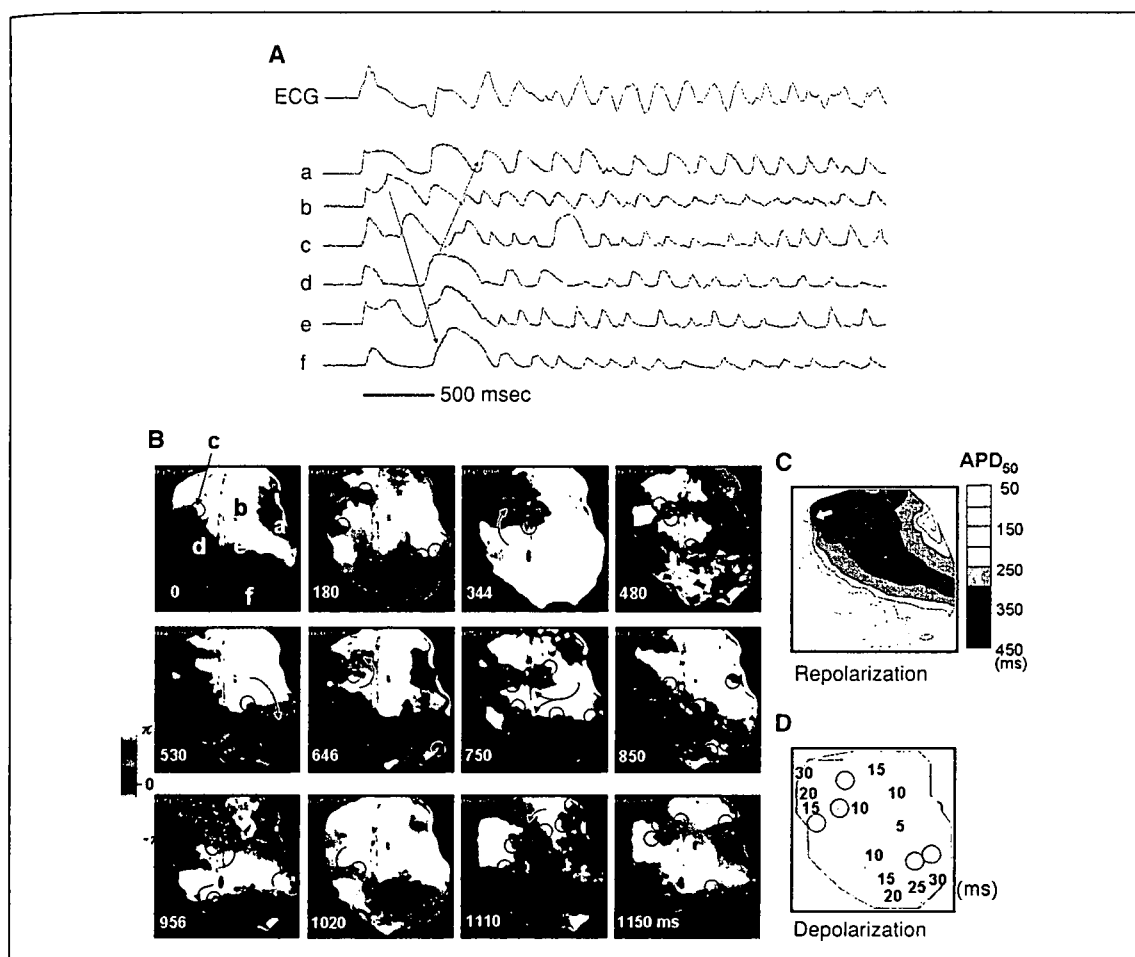 A
ECG
a
b
c
d
e
f
500 msec
B
c
b
a
d e
f
0
180
344
480
530
646
750
850
956
1020
1110
1150 ms
π
0
C
APD50
50
150
250
350
450
(ms)
Repolarization
D
30 15
20 10
15 10
5
10
15 30 (ms)
20 25
Depolarization